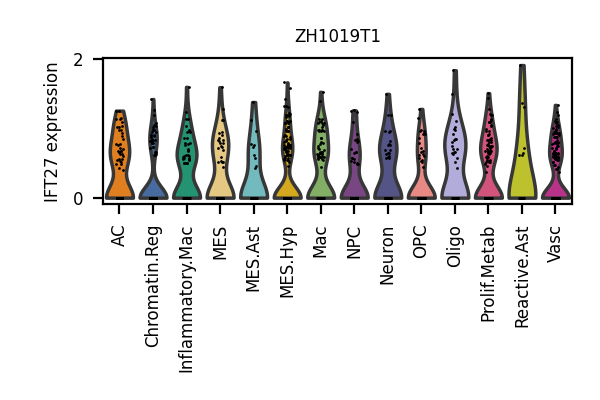 ZH1019T1
IFT27 expression
2
0
AC
Chromatin.Reg
Inflammatory.Mac
MES
MES.Ast
MES.Hyp
Mac
NPC
Neuron
OPC
Oligo
Prolif.Metab
Reactive.Ast
Vasc